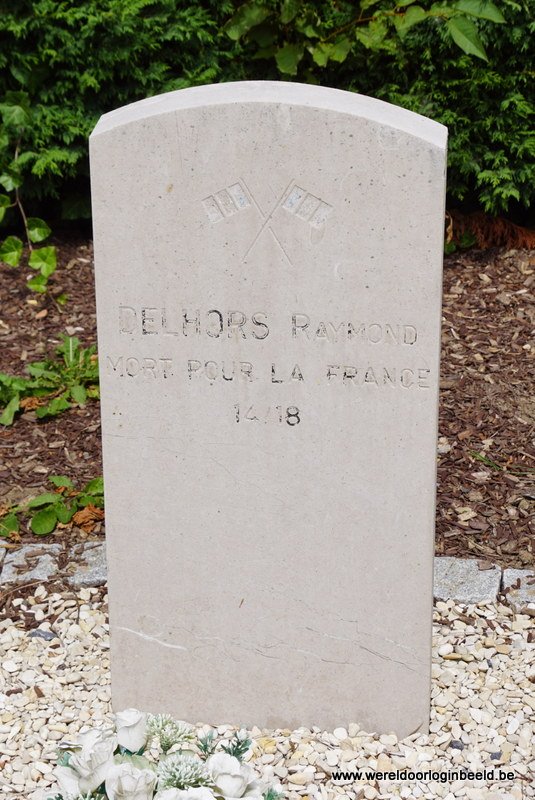 DELHORS RAYMOND
MORT POUR LA FRANCE
14/18
www.wereldoorloginbeeld.be